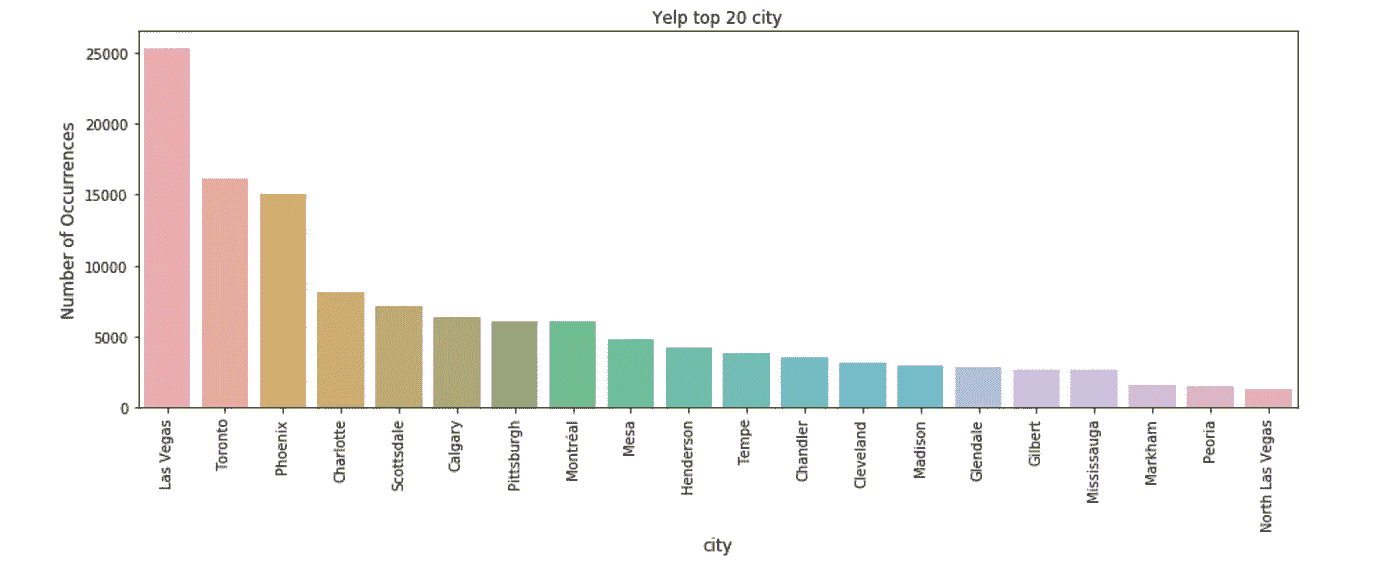 Yelp top 20 city
Number of Occurrences
25000
20000
15000
10000
5000
0
Las Vegas
Toronto
Phoenix
Charlotte
Scottsdale
Calgary
Pittsburgh
Montréal
Mesa
Henderson
Tempe
Chandler
Cleveland
Madison
Glendale
Gilbert
Mississauga
Markham
Peoria
North Las Vegas
city